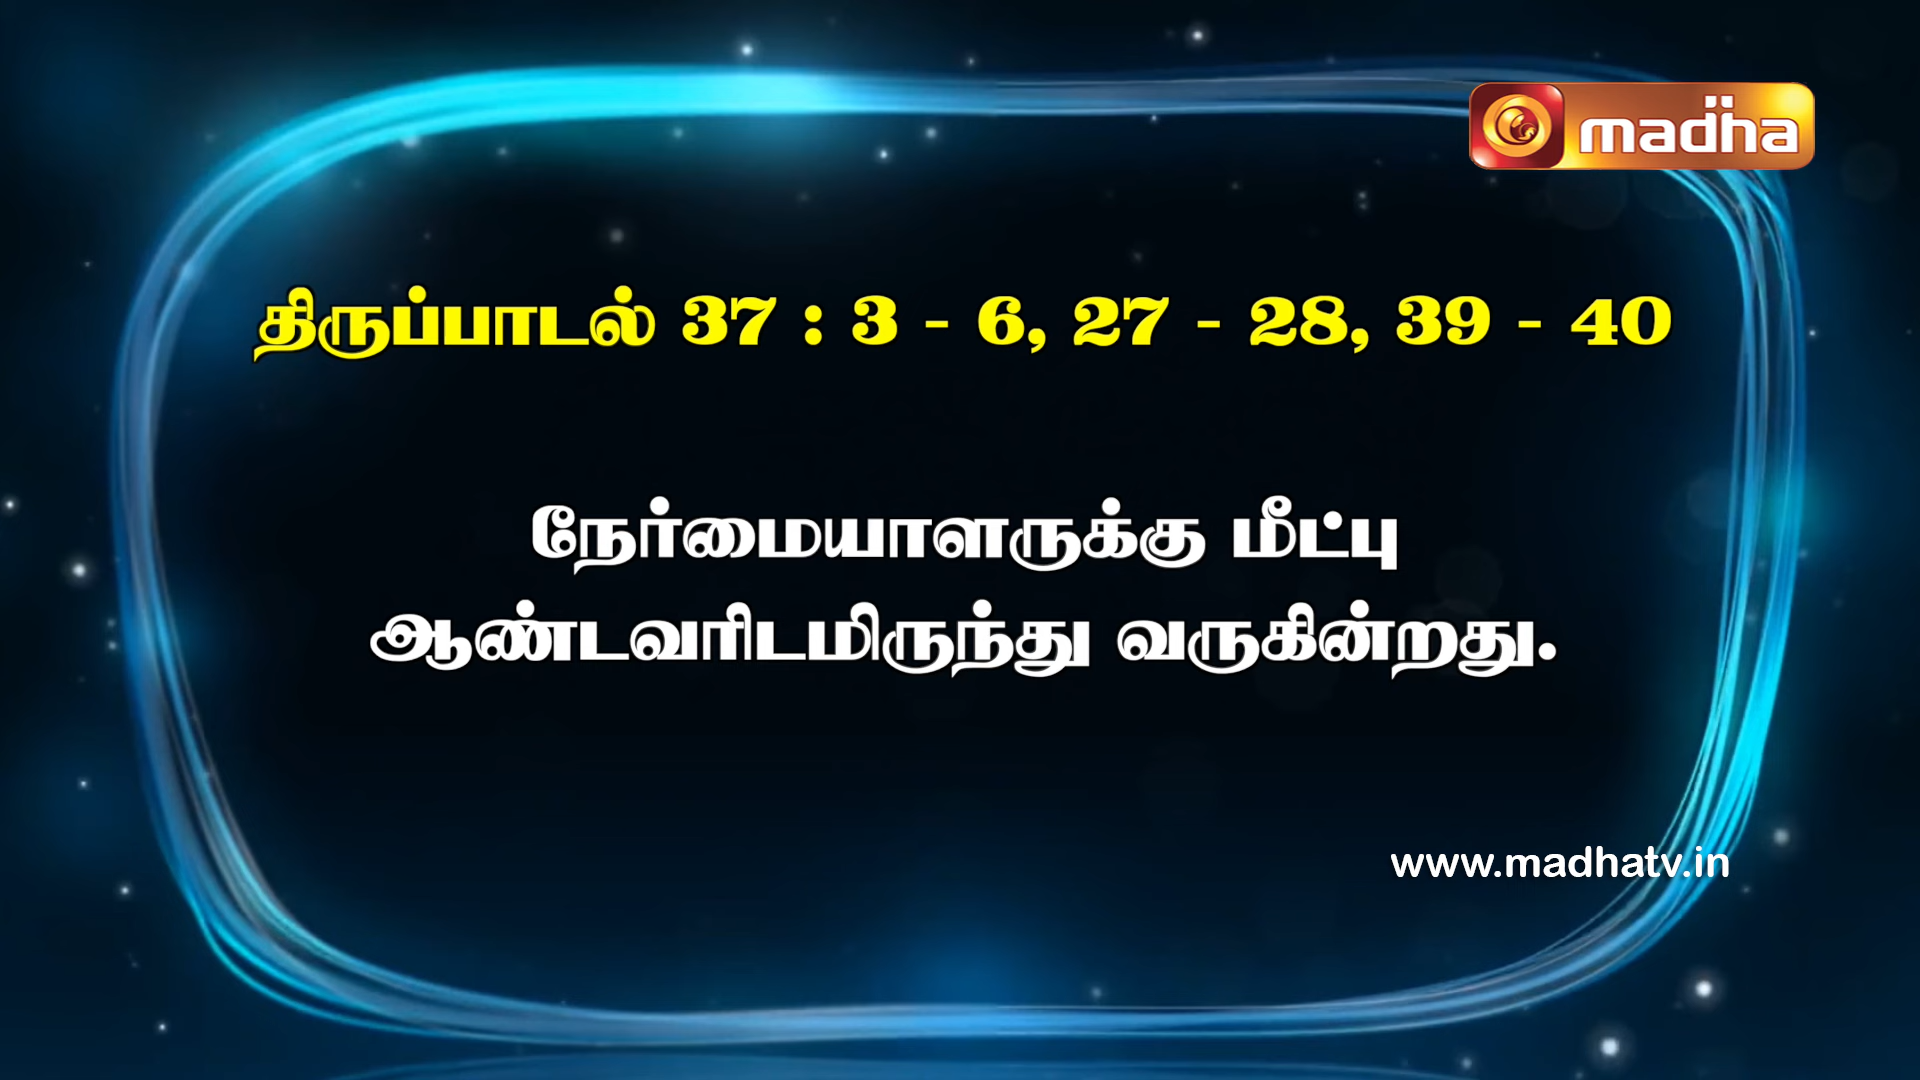 madha
திருப்பாடல் 37 : 3 - 6, 27 - 28, 39 - 40
நேர்மையாளருக்கு மீட்பு
ஆண்டவரிடமிருந்து வருகின்றது.
www.madhatv.in